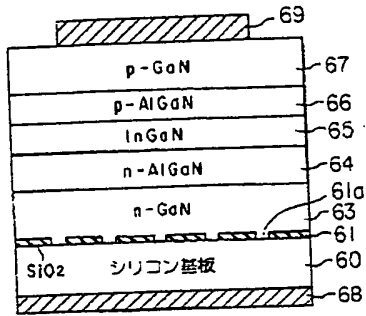 69
p-GaN 67
p-AlGaN 66
InGaN 65
n-AlGaN 64
61a
n-GaN 63
61
SiO2 シリコン基板 60
68